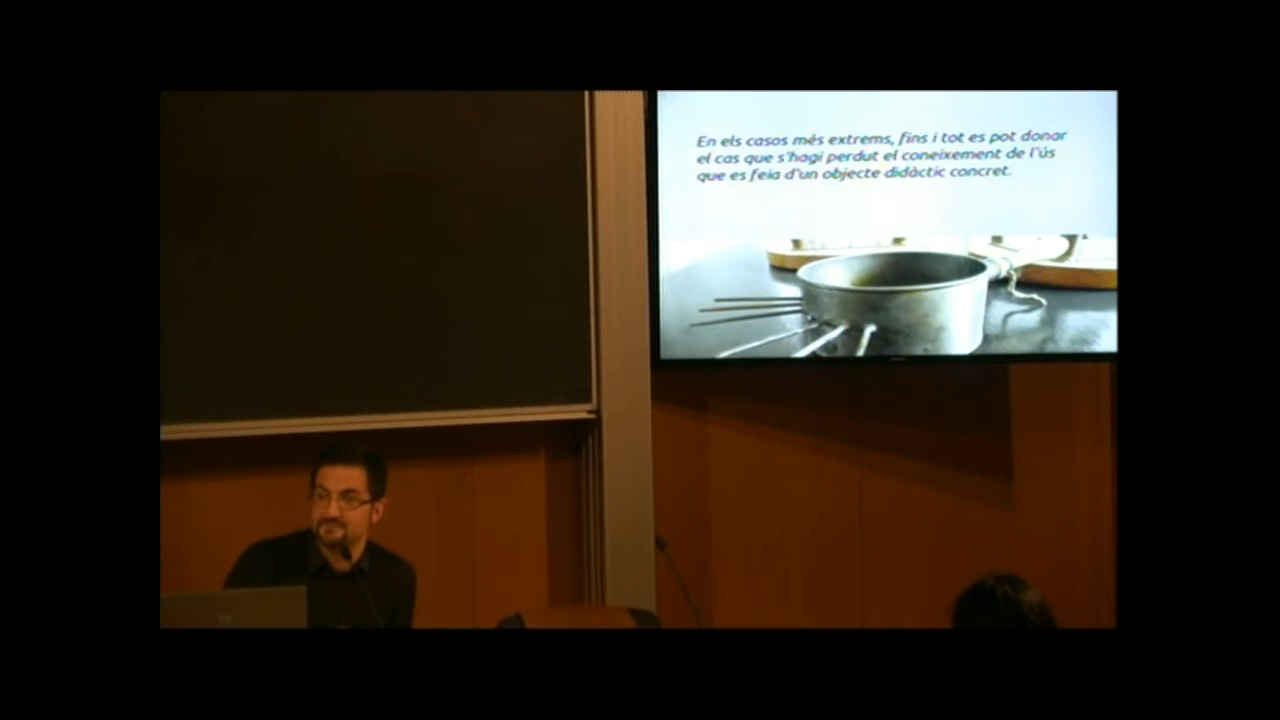 En els casos més extrems, fins i tot es pot donar
el cas que s'hagi perdut el coneixement de l'ús
que es feia d'un objecte didàctic concret.